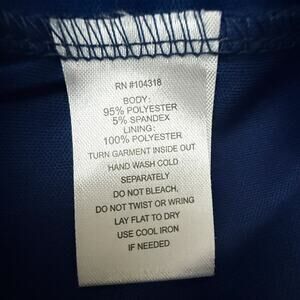 RN #104318
BODY:
95% POLYESTER
5% SPANDEX
LINING:
100% POLYESTER
TURN GARMENT INSIDE OUT
HAND WASH COLD
SEPARATELY
DO NOT BLEACH,
DO NOT TWIST OR WRING
LAY FLAT TO DRY
USE COOL IRON
IF NEEDED